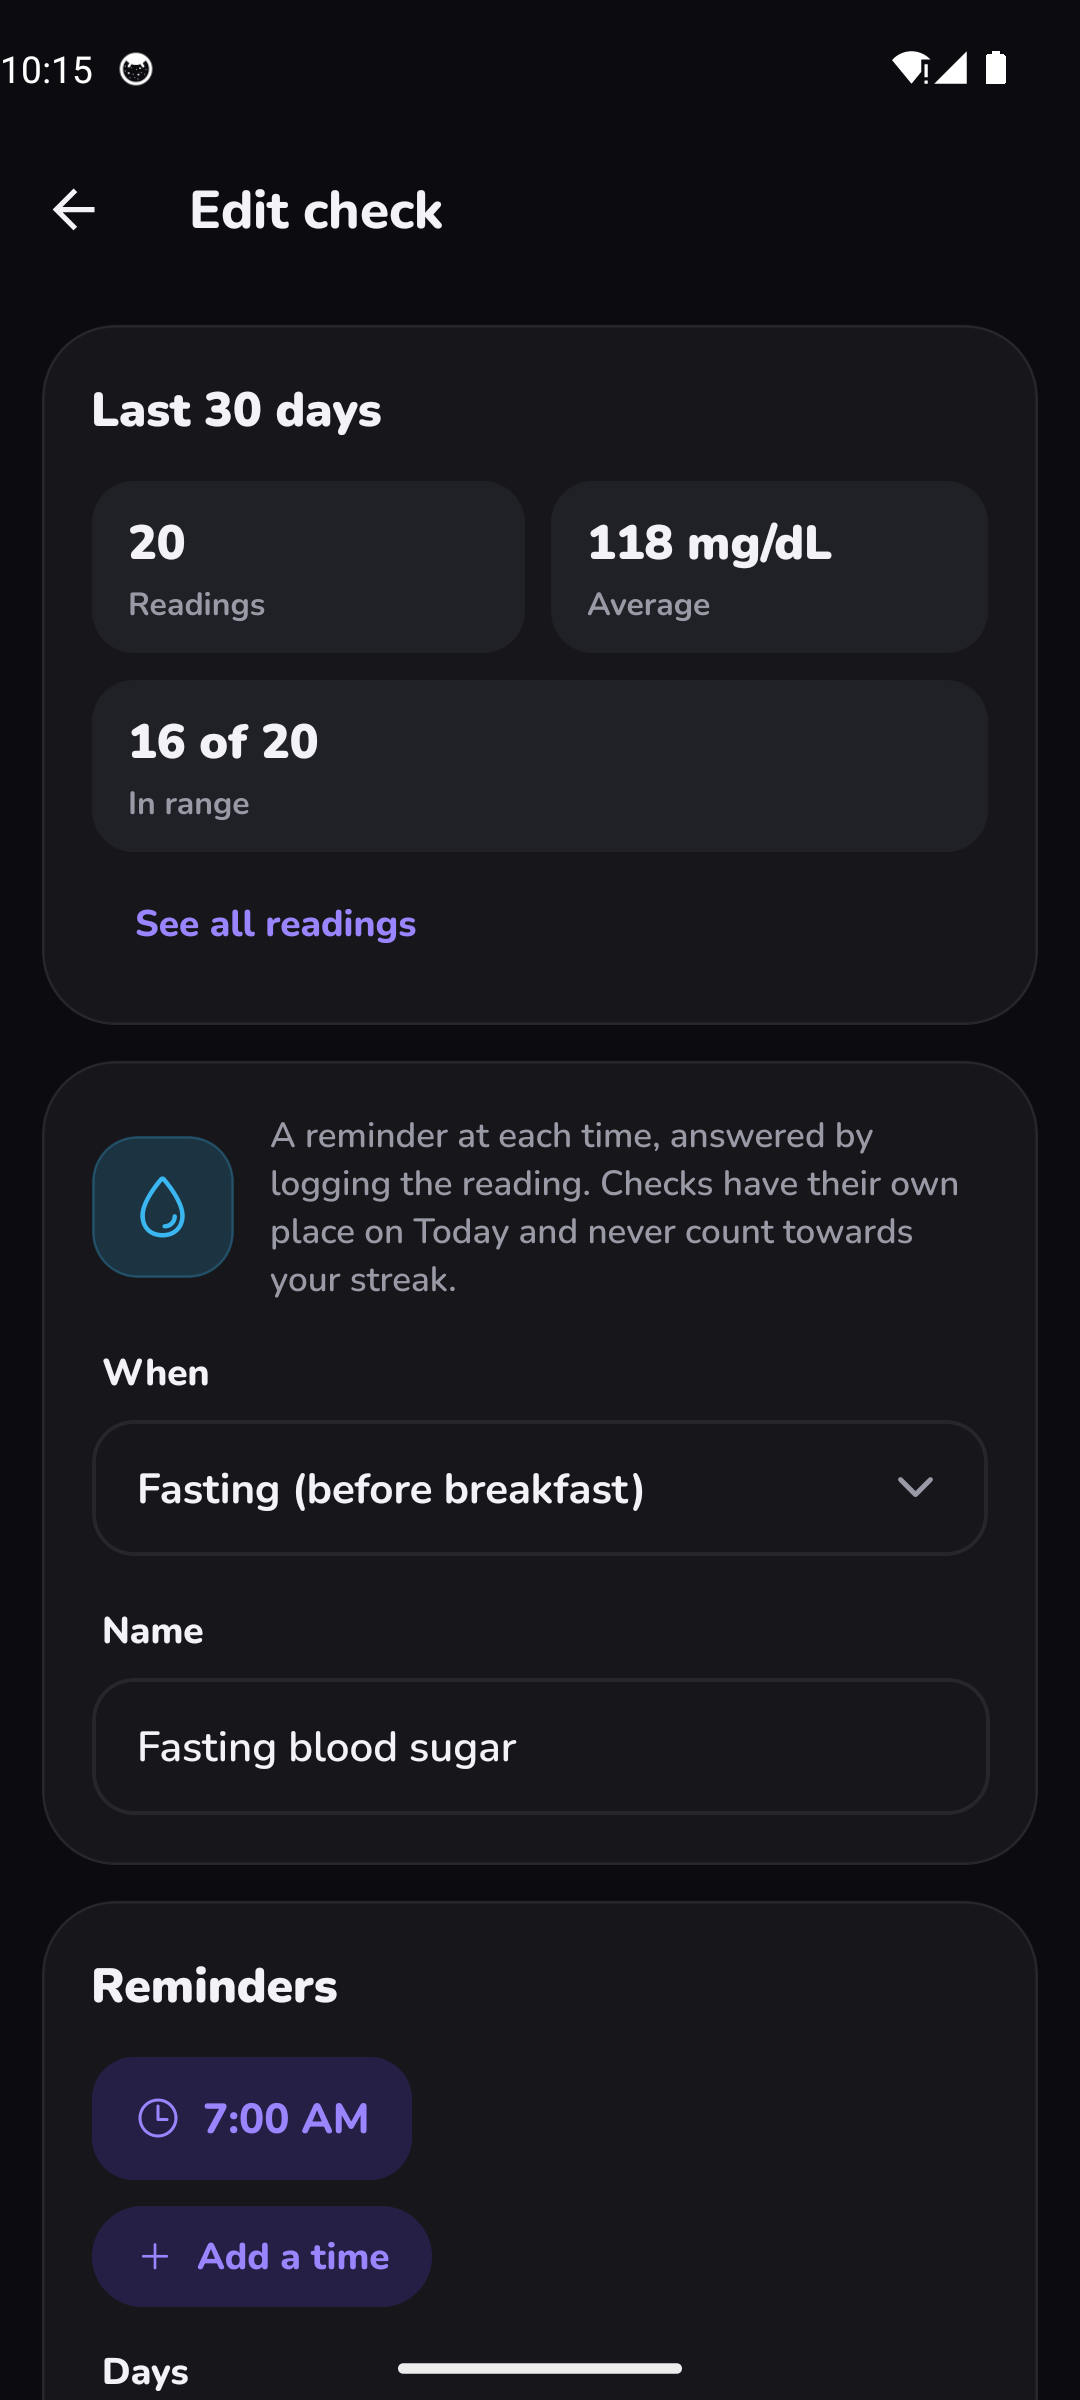 10:15
Edit check
Last 30 days
20
Readings
118 mg/dL
Average
16 of 20
In range
See all readings
A reminder at each time, answered by
logging the reading. Checks have their own
place on Today and never count towards
your streak.
When
Fasting (before breakfast)
Name
Fasting blood sugar
Reminders
7:00 AM
Add a time
Days